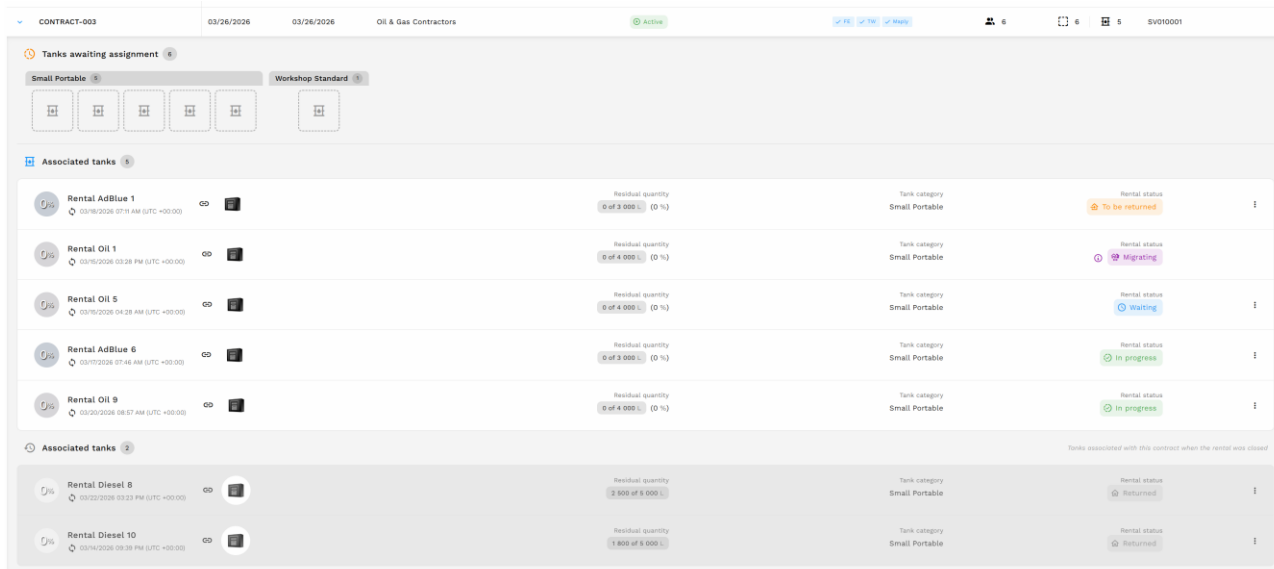 CONTRACT-003 03/26/2026 03/26/2026 Oil & Gas Contractors Active FE TW Maply 6 6 5 SV010001
Tanks awaiting assignment 6
Small Portable 5 Workshop Standard 1
Associated tanks 5
Residual quantity Tank category Rental status
0% Rental AdBlue 1 0 of 3 000 L (0 %) Small Portable To be returned
03/18/2026 07:11 AM (UTC +00:00)
Residual quantity Tank category Rental status
0% Rental Oil 1 0 of 4 000 L (0 %) Small Portable Migrating
03/15/2026 03:28 PM (UTC +00:00)
Residual quantity Tank category Rental status
0% Rental Oil 5 0 of 4 000 L (0 %) Small Portable Waiting
03/15/2026 04:28 AM (UTC +00:00)
Residual quantity Tank category Rental status
0% Rental AdBlue 6 0 of 3 000 L (0 %) Small Portable In progress
03/17/2026 07:46 AM (UTC +00:00)
Residual quantity Tank category Rental status
0% Rental Oil 9 0 of 4 000 L (0 %) Small Portable In progress
03/20/2026 08:57 AM (UTC +00:00)
Associated tanks 2 Tanks associated with this contract when the rental was closed
Residual quantity Tank category Rental status
0% Rental Diesel 8 2 500 of 5 000 L Small Portable Returned
03/22/2026 03:23 PM (UTC +00:00)
Residual quantity Tank category Rental status
0% Rental Diesel 10 1 800 of 5 000 L Small Portable Returned
03/14/2026 09:39 PM (UTC +00:00)